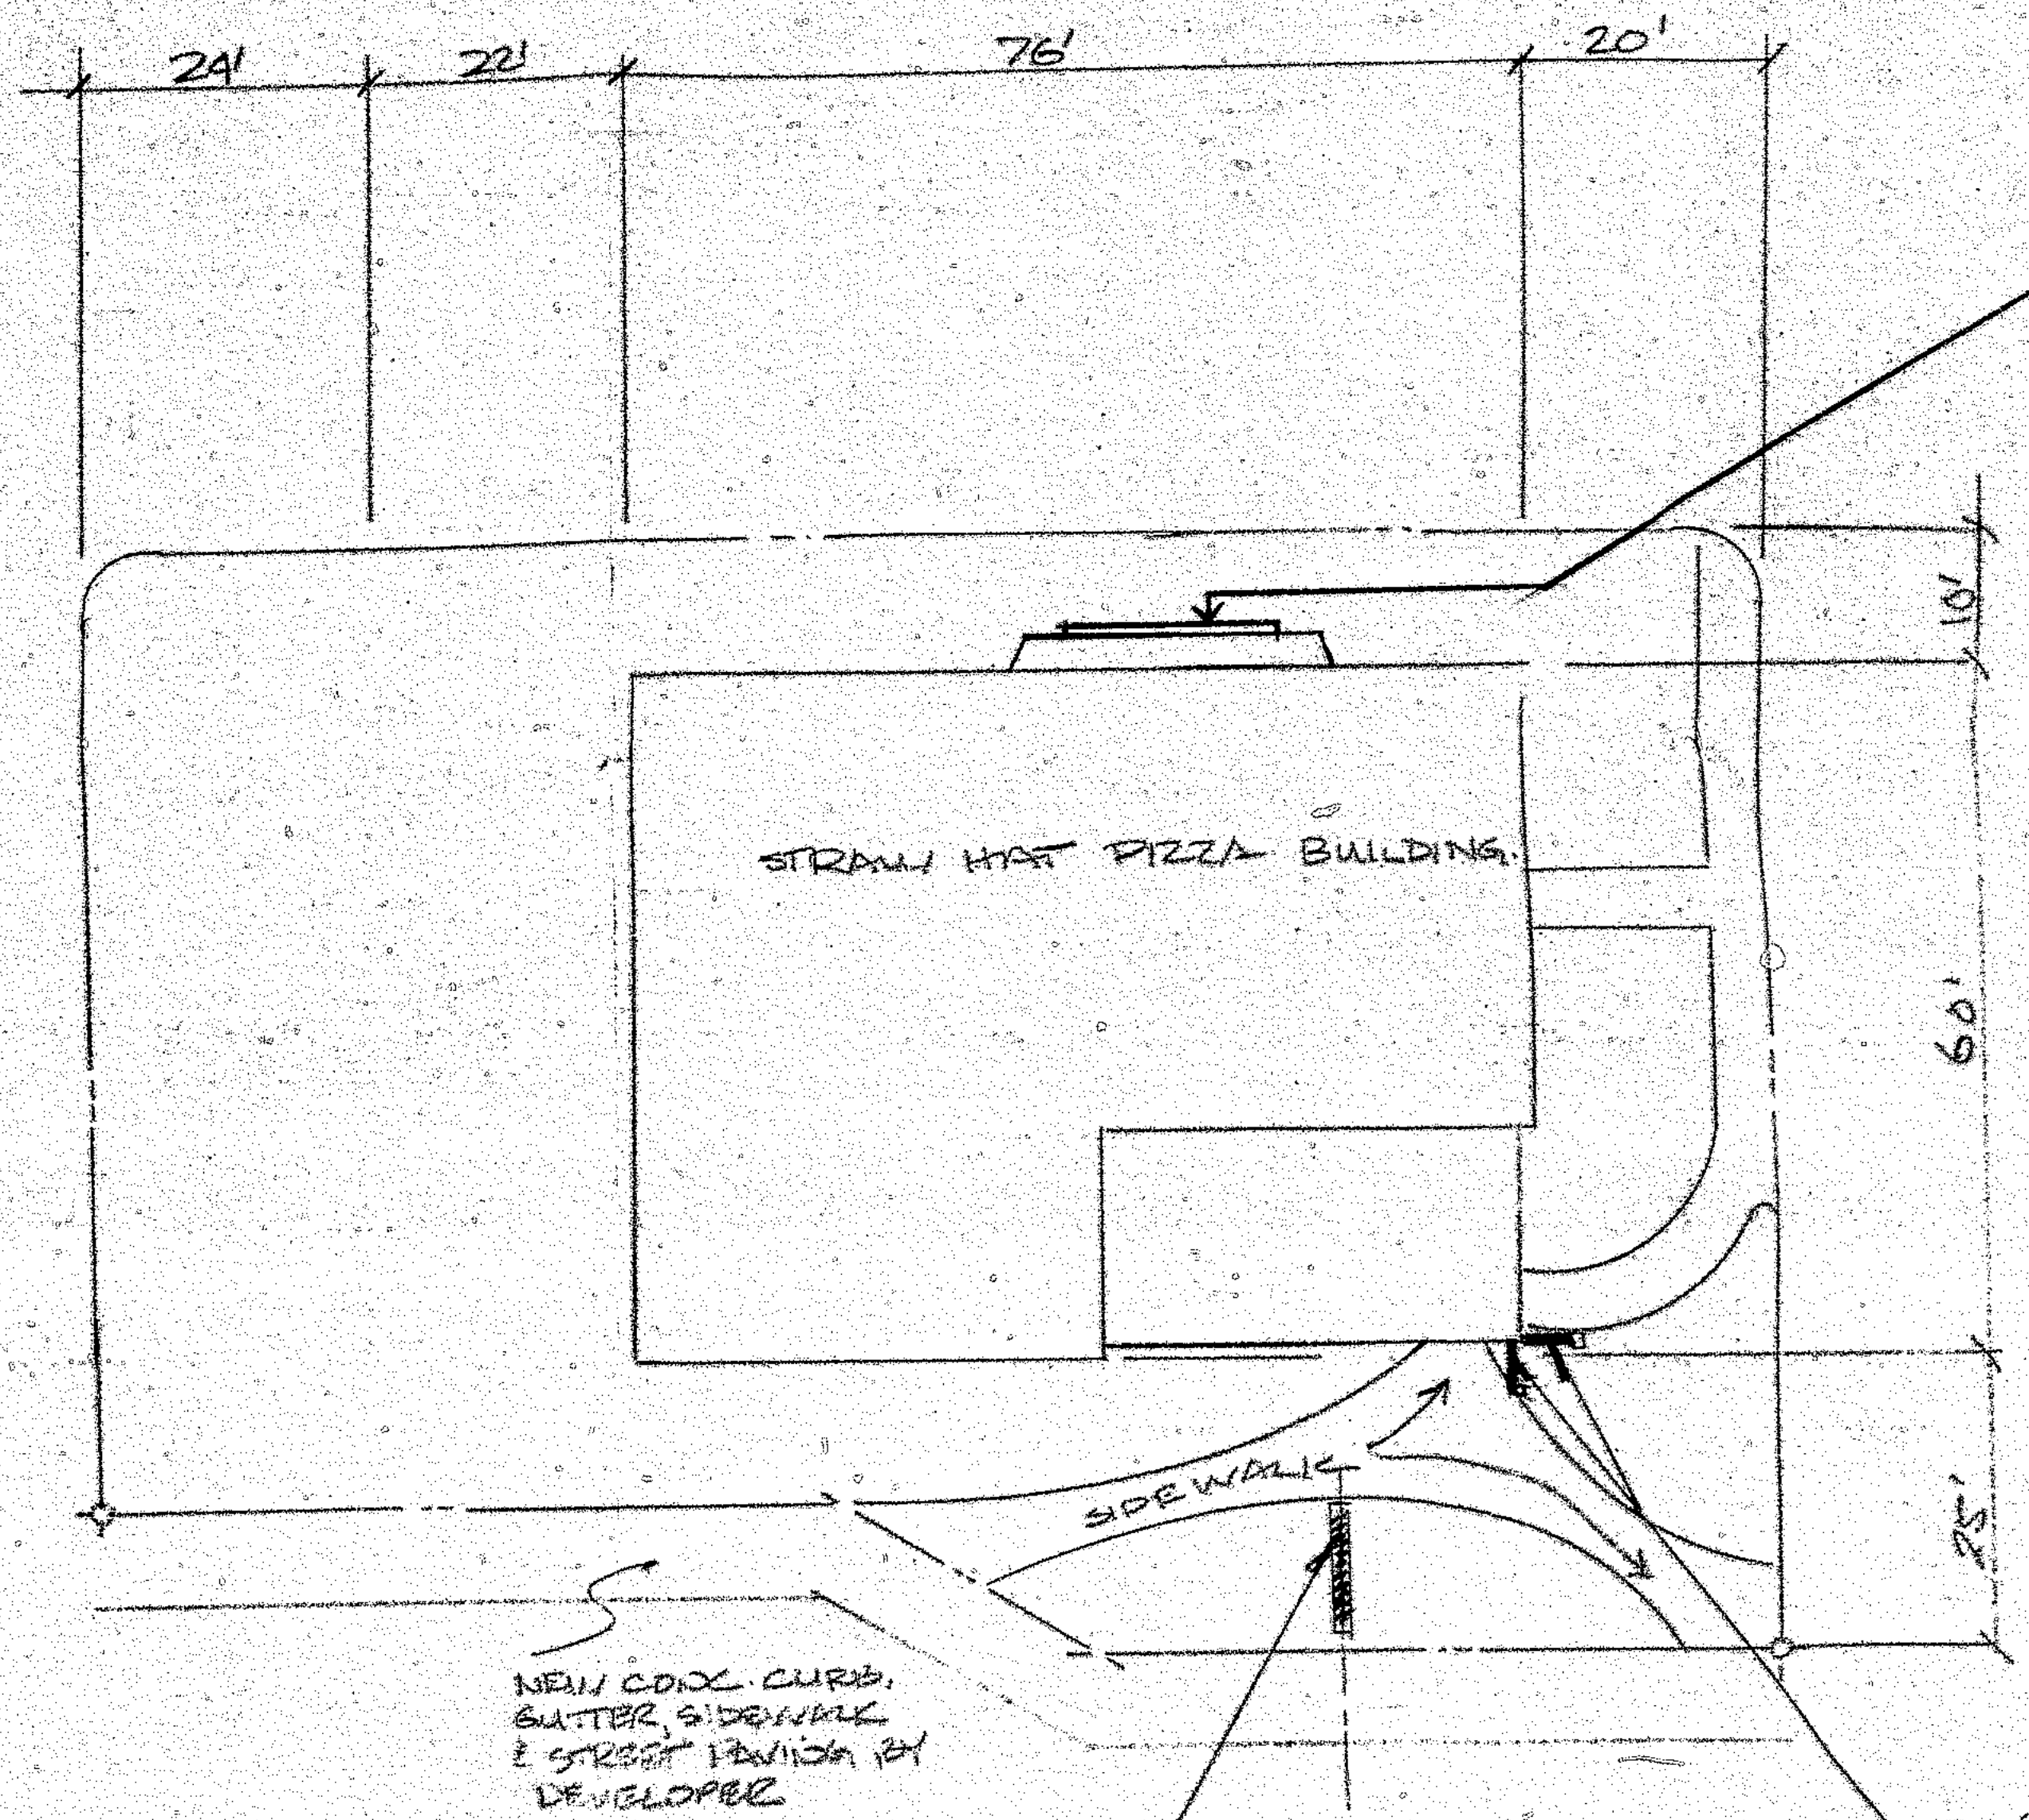 24' 22' 76' 20'
10'
STRAW HAT PIZZA BUILDING.
60'
SIDEWALK
25'
NEW CONC. CURB,
GUTTER, SIDEWALK
& STREET PAVING BY
DEVELOPER